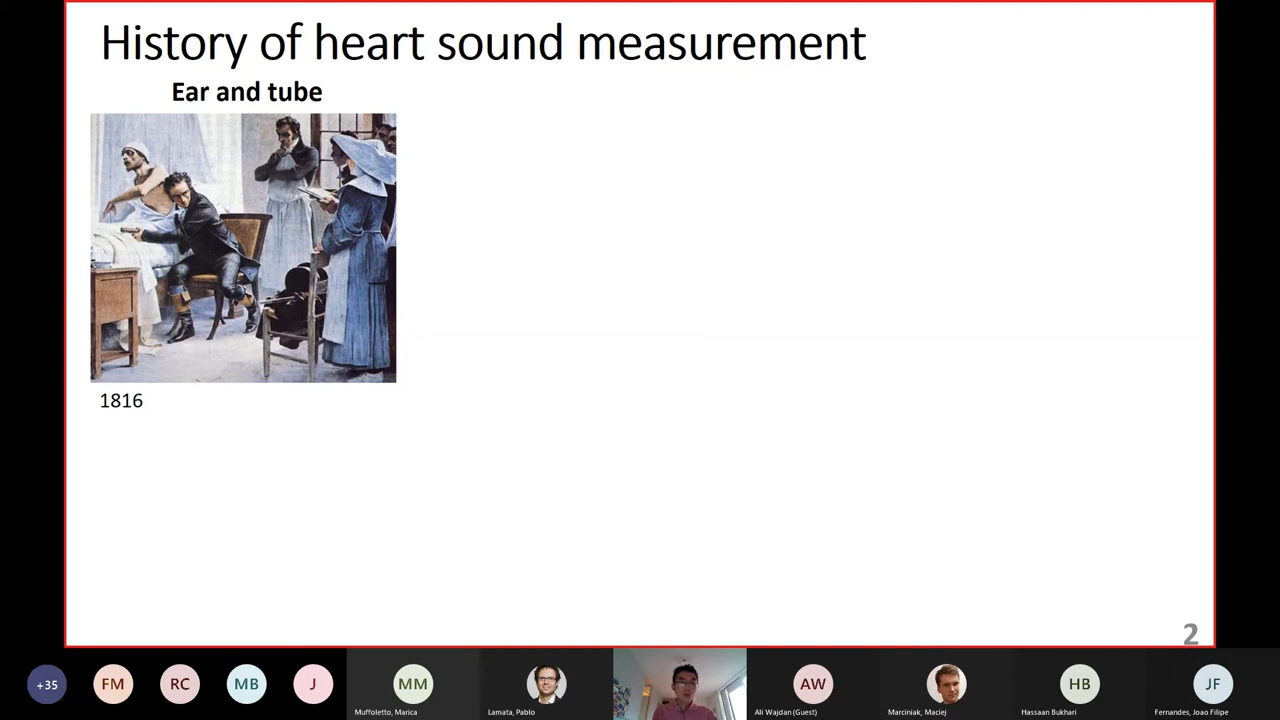 History of heart sound measurement
Ear and tube
1816
2
+35
FM
RC
MB
J
MM
Muffoletto, Marica
Lamata, Pablo
AW
Ali Wajdan (Guest)
Marciniak, Maciej
HB
Hassaan Bukhari
JF
Fernandes, Joao Filipe